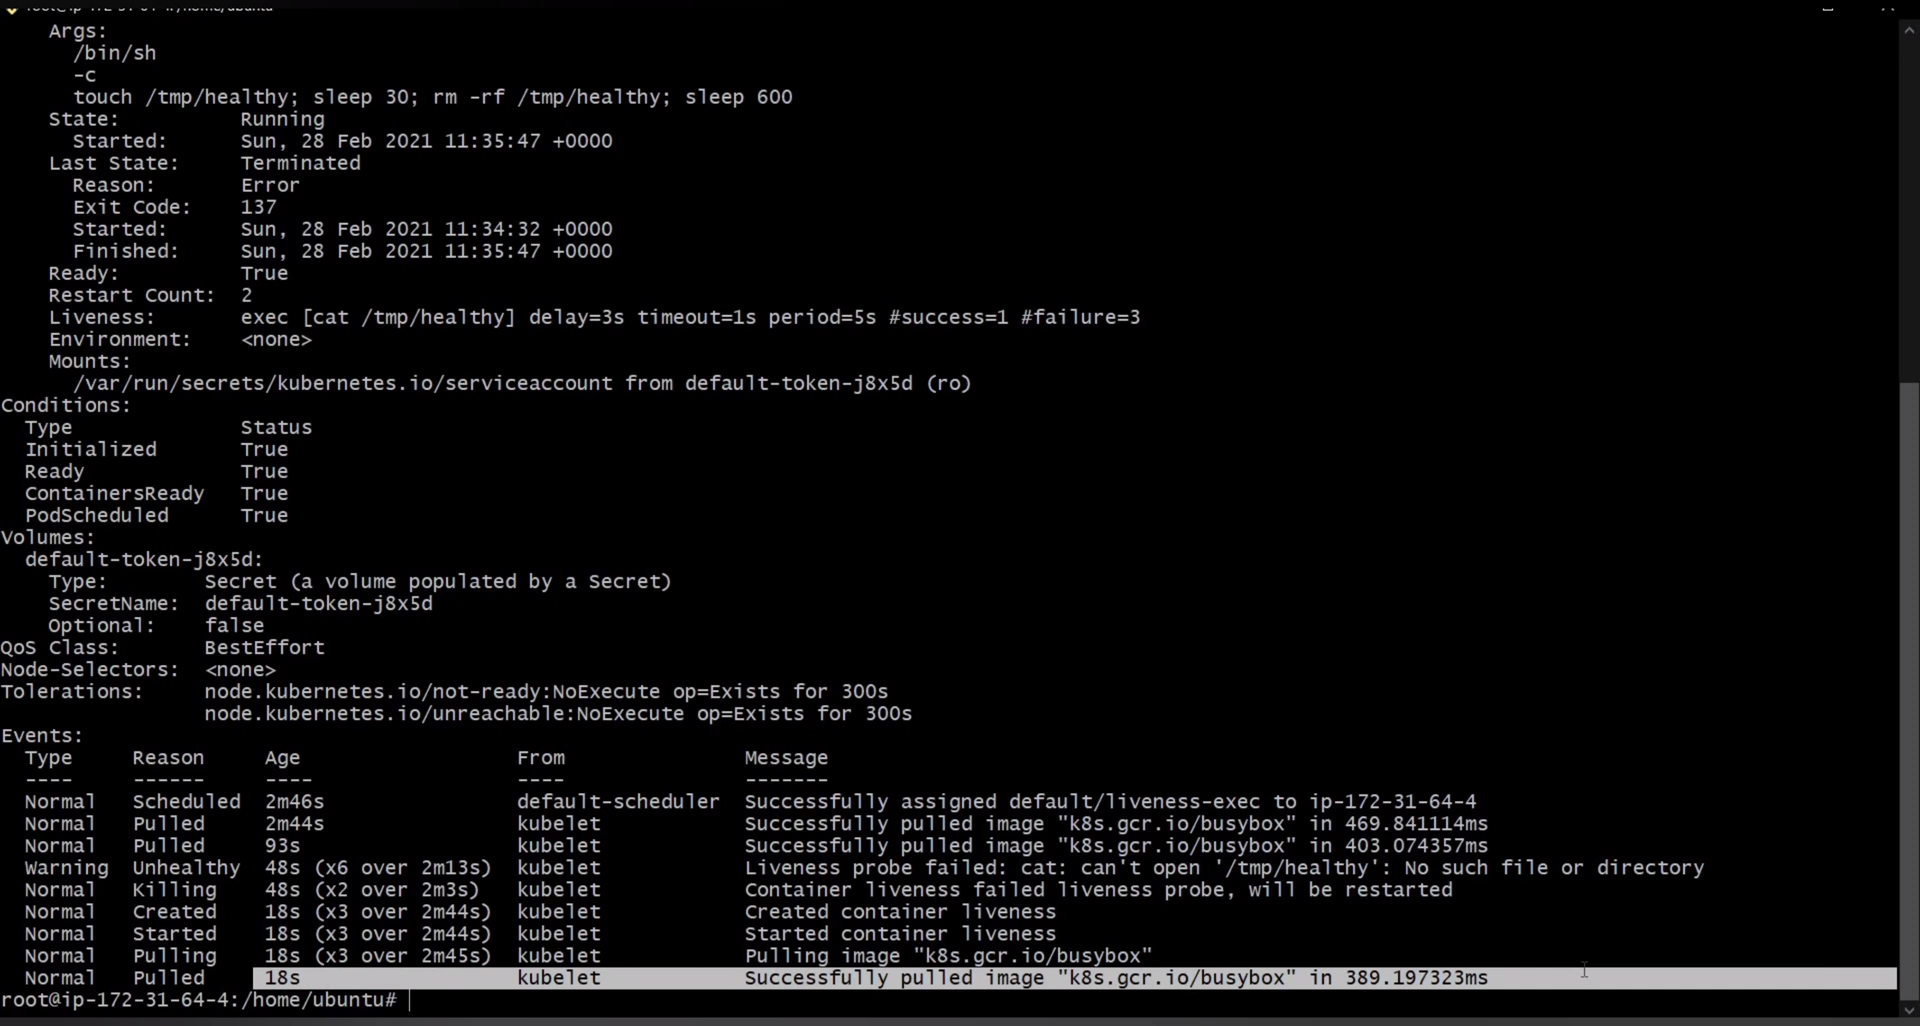 Args:
/bin/sh
-c
touch /tmp/healthy; sleep 30; rm -rf /tmp/healthy; sleep 600
State: Running
Started: Sun, 28 Feb 2021 11:35:47 +0000
Last State: Terminated
Reason: Error
Exit Code: 137
Started: Sun, 28 Feb 2021 11:34:32 +0000
Finished: Sun, 28 Feb 2021 11:35:47 +0000
Ready: True
Restart Count: 2
Liveness: exec [cat /tmp/healthy] delay=3s timeout=1s period=5s #success=1 #failure=3
Environment: <none>
Mounts:
/var/run/secrets/kubernetes.io/serviceaccount from default-token-j8x5d (ro)
Conditions:
Type Status
Initialized True
Ready True
ContainersReady True
PodScheduled True
Volumes:
default-token-j8x5d:
Type: Secret (a volume populated by a Secret)
SecretName: default-token-j8x5d
Optional: false
QoS Class: BestEffort
Node-Selectors: <none>
Tolerations: node.kubernetes.io/not-ready:NoExecute op=Exists for 300s
node.kubernetes.io/unreachable:NoExecute op=Exists for 300s
Events:
Type Reason Age From Message
---- ------ ---- ---- -------
Normal Scheduled 2m46s default-scheduler Successfully assigned default/liveness-exec to ip-172-31-64-4
Normal Pulled 2m44s kubelet Successfully pulled image "k8s.gcr.io/busybox" in 469.841114ms
Normal Pulled 93s kubelet Successfully pulled image "k8s.gcr.io/busybox" in 403.074357ms
Warning Unhealthy 48s (x6 over 2m13s) kubelet Liveness probe failed: cat: can't open '/tmp/healthy': No such file or directory
Normal Killing 48s (x2 over 2m3s) kubelet Container liveness failed liveness probe, will be restarted
Normal Created 18s (x3 over 2m44s) kubelet Created container liveness
Normal Started 18s (x3 over 2m44s) kubelet Started container liveness
Normal Pulling 18s (x3 over 2m45s) kubelet Pulling image "k8s.gcr.io/busybox"
Normal Pulled 18s kubelet Successfully pulled image "k8s.gcr.io/busybox" in 389.197323ms
root@ip-172-31-64-4:/home/ubuntu#